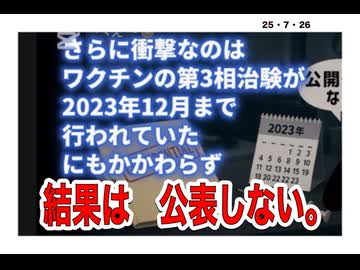 25・7・26
さらに衝撃なのは
ワクチンの第3相治験が
2023年12月まで
行われていた
にもかかわらず
公開
な
2023年
結果は 公表しない。